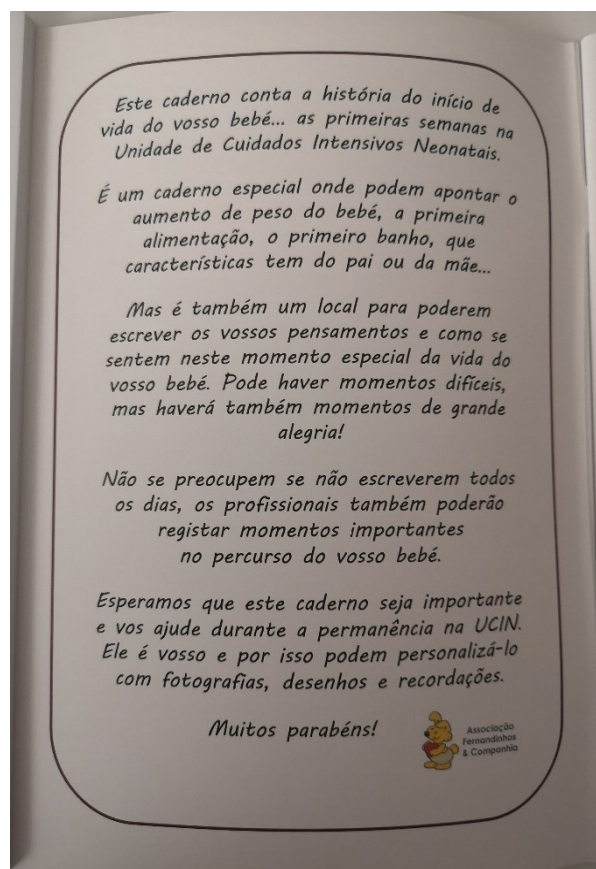 Este caderno conta a história do início de
vida do vosso bebé... as primeiras semanas na
Unidade de Cuidados Intensivos Neonatais.
É um caderno especial onde podem apontar o
aumento de peso do bebé, a primeira
alimentação, o primeiro banho, que
características tem do pai ou da mãe...
Mas é também um local para poderem
escrever os vossos pensamentos e como se
sentem neste momento especial da vida do
vosso bebé. Pode haver momentos difíceis,
mas haverá também momentos de grande
alegria!
Não se preocupem se não escreverem todos
os dias, os profissionais também poderão
registar momentos importantes
no percurso do vosso bebé.
Esperamos que este caderno seja importante
e vos ajude durante a permanência na UCIN.
Ele é vosso e por isso podem personalizá-lo
com fotografias, desenhos e recordações.
Muitos parabéns!
Associação
Fernandinhos
& Companhia